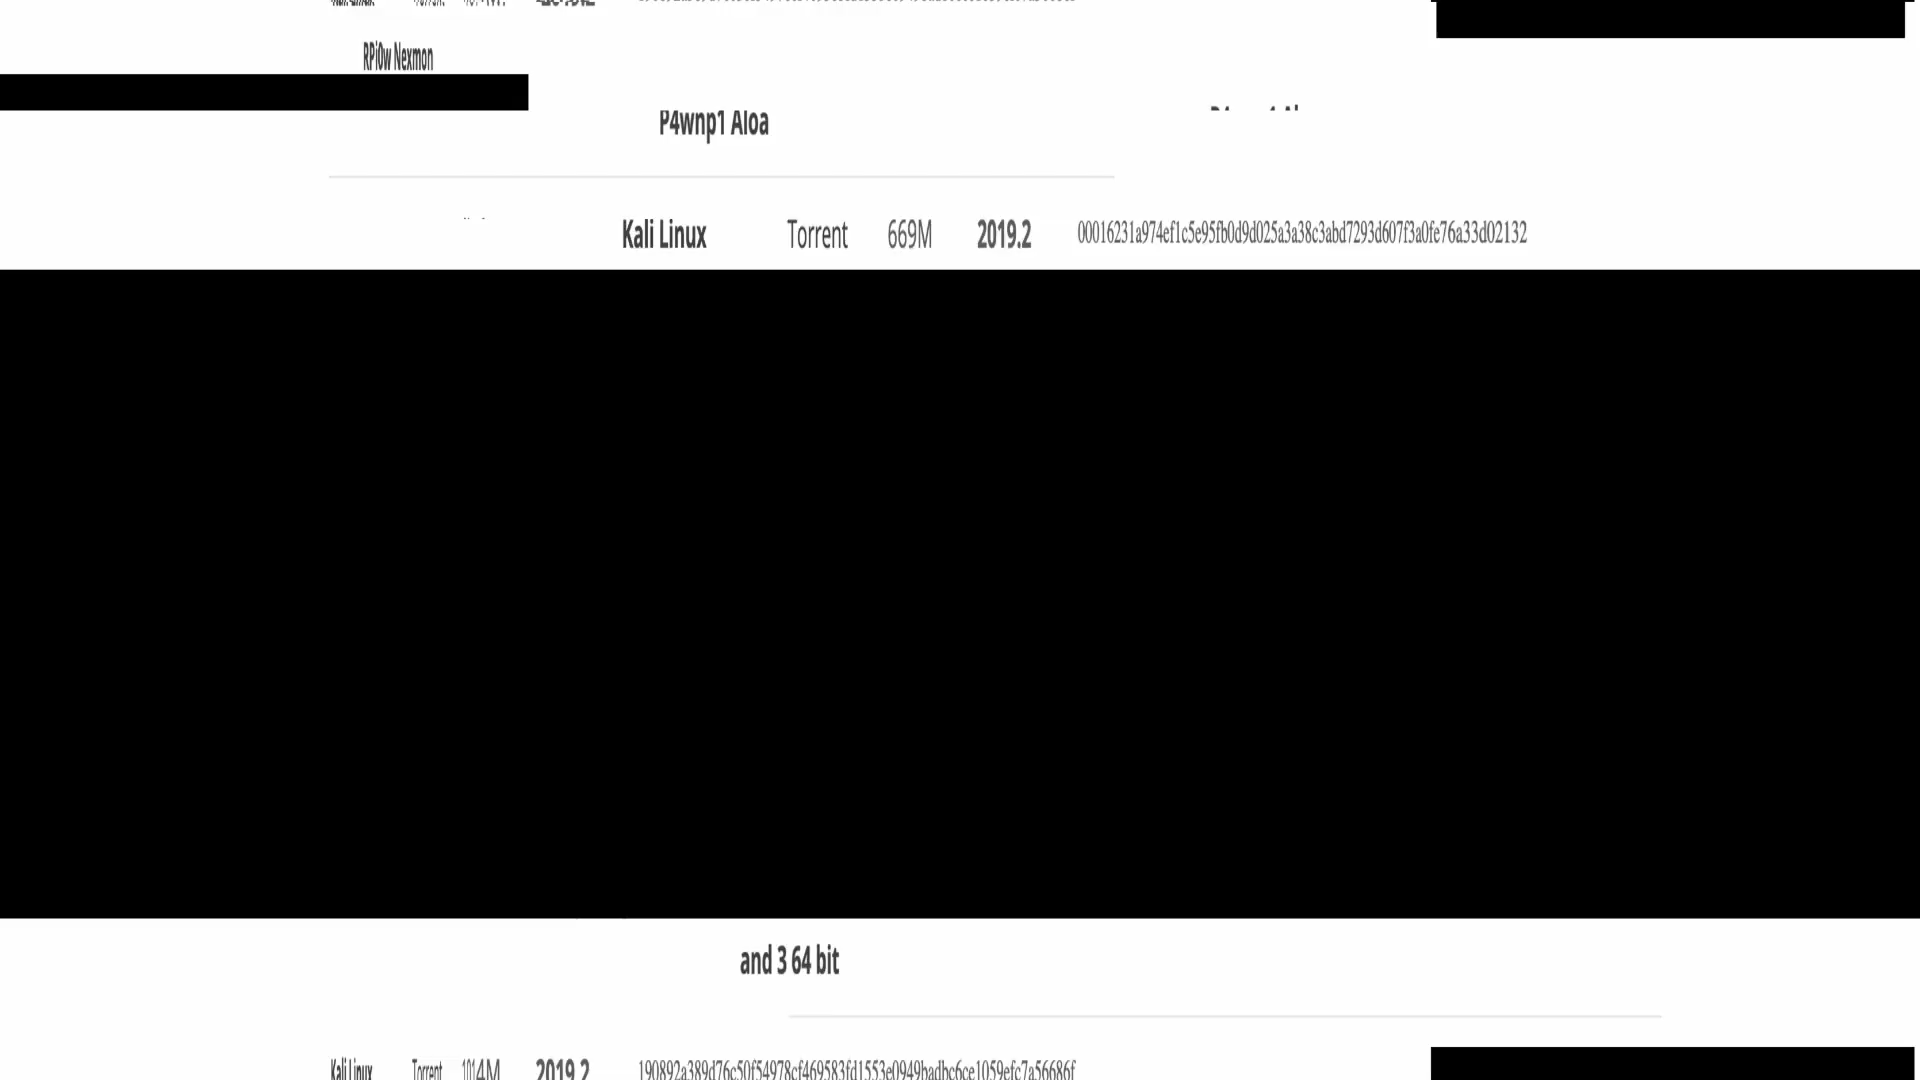 RPi0w Nexmon
P4wnp1 Aloa
Kali Linux Torrent 669M 2019.2 00016231a974ef1c5e95fb0d9d025a3a38c3abd7293d607f3a0fe76a33d02132
and 3 64 bit
Kali Linux Torrent 1014M 2019.2 190892a389d76c50f54978cf469583fd1553e0949badbc6ce1059efc7a56686f